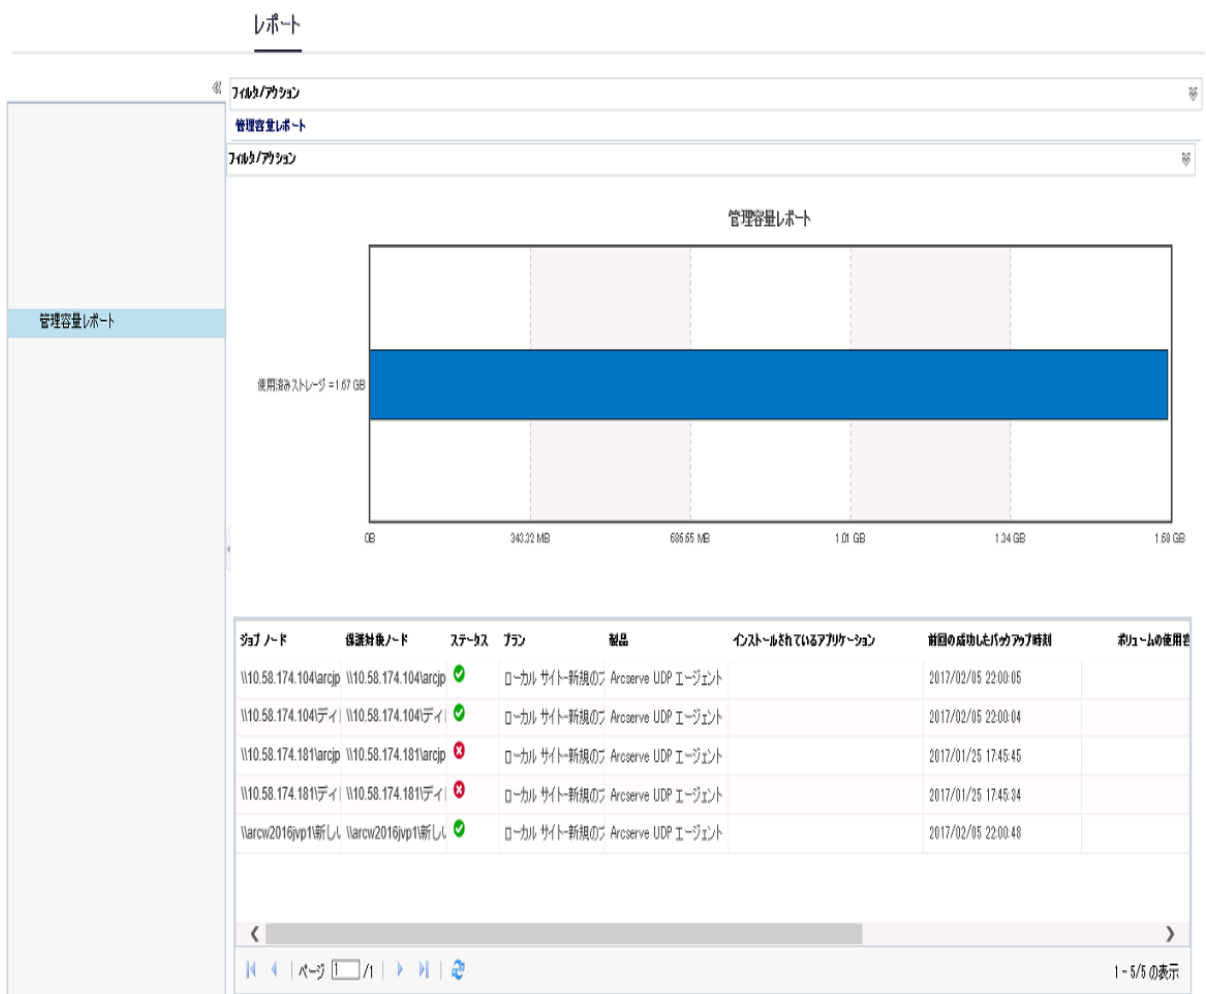 レポート
フィルタ/アクション
管理容量レポート
フィルタ/アクション
管理容量レポート
管理容量レポート
使用済みストレージ =1.67 GB
0B 343.32 MB 686.65 MB 1.01 GB 1.34 GB 1.68 GB
ジョブ ノード 保護対象ノード ステータス プラン 製品 インストールされているアプリケーション 前回の成功したバックアップ時刻 ボリュームの使用容
\\10.58.174.104\arcjp \\10.58.174.104\arcjp ローカル サイト-新規のプ Arcserve UDP エージェント 2017/02/05 22:00:05
\\10.58.174.104\ディ \\10.58.174.104\ディ ローカル サイト-新規のプ Arcserve UDP エージェント 2017/02/05 22:00:04
\\10.58.174.181\arcjp \\10.58.174.181\arcjp ローカル サイト-新規のプ Arcserve UDP エージェント 2017/01/25 17:45:45
\\10.58.174.181\ディ \\10.58.174.181\ディ ローカル サイト-新規のプ Arcserve UDP エージェント 2017/01/25 17:45:34
\\arcw2016jvp1\新しい \\arcw2016jvp1\新しい ローカル サイト-新規のプ Arcserve UDP エージェント 2017/02/05 22:00:48
ページ 1 /1 1 - 5/5 の表示